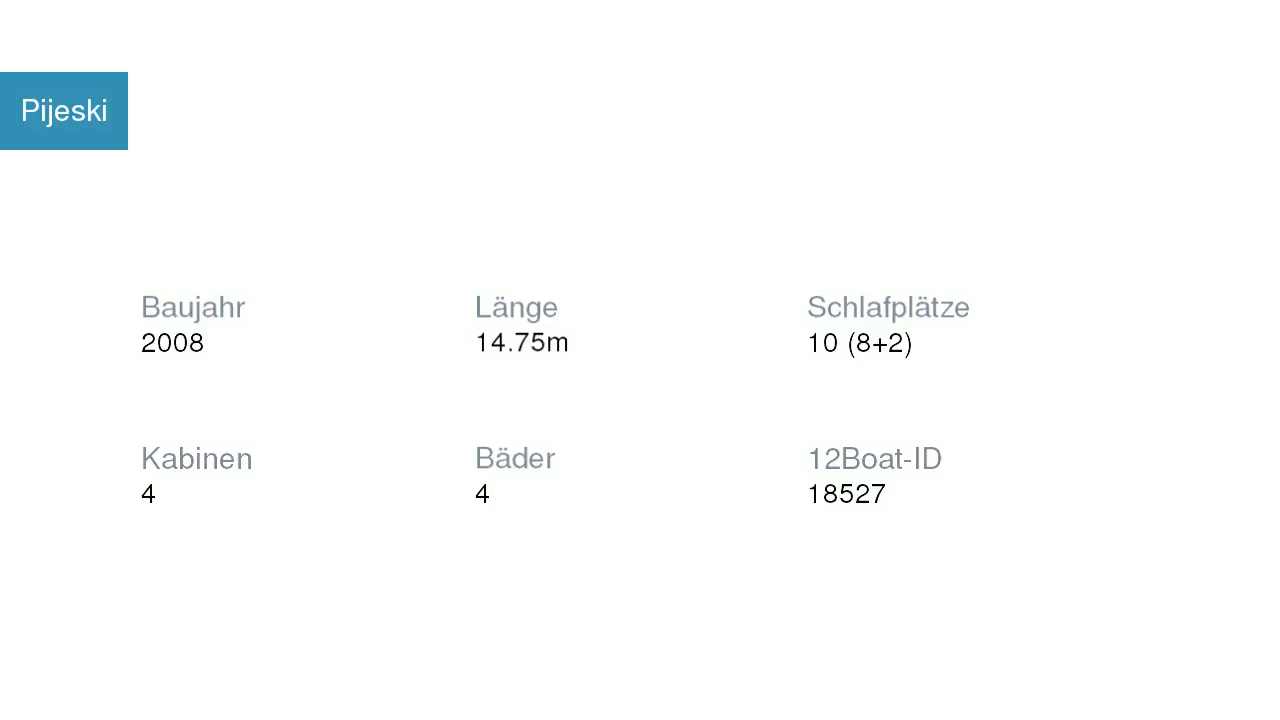 Pijeski
Baujahr
2008
Länge
14.75m
Schlafplätze
10 (8+2)
Kabinen
4
Bäder
4
12Boat-ID
18527